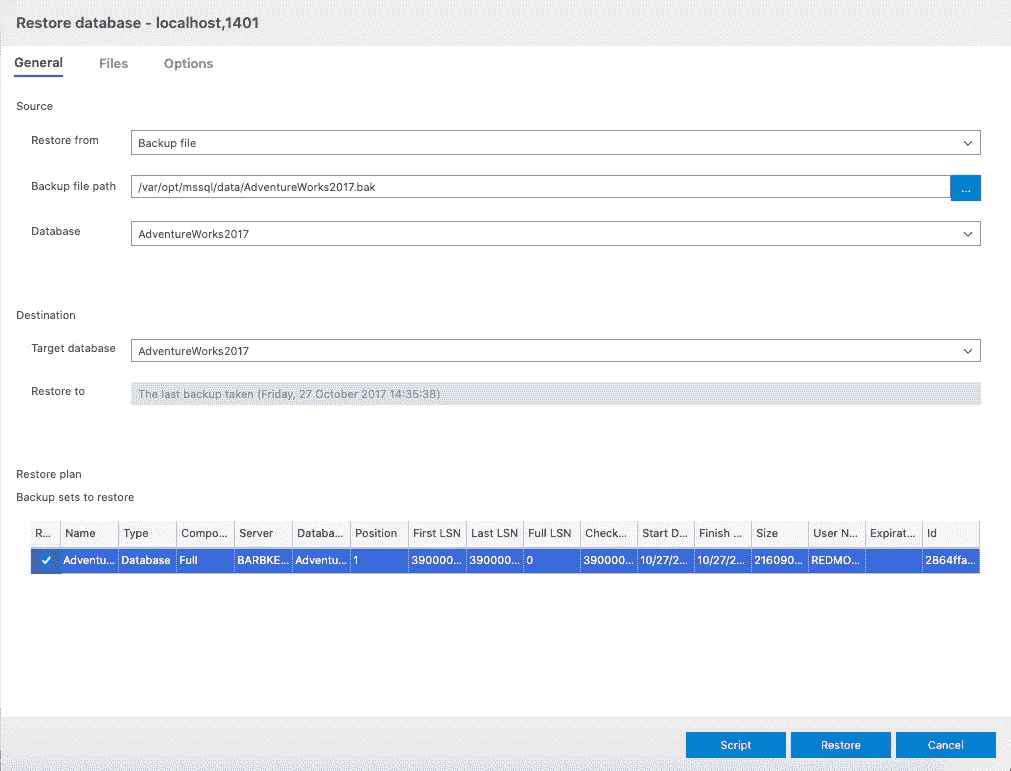 Restore database - localhost,1401
General Files Options
Source
Restore from Backup file
Backup file path /var/opt/mssql/data/AdventureWorks2017.bak ...
Database AdventureWorks2017
Destination
Target database AdventureWorks2017
Restore to The last backup taken (Friday, 27 October 2017 14:35:38)
Restore plan
Backup sets to restore
R... Name Type Compo... Server Databa... Position First LSN Last LSN Full LSN Check... Start D... Finish ... Size User N... Expirat... Id
Adventu... Database Full BARBKE... Adventu... 1 390000... 390000... 0 390000... 10/27/2... 10/27/2... 216090... REDMO... 2864ffa...
Script Restore Cancel